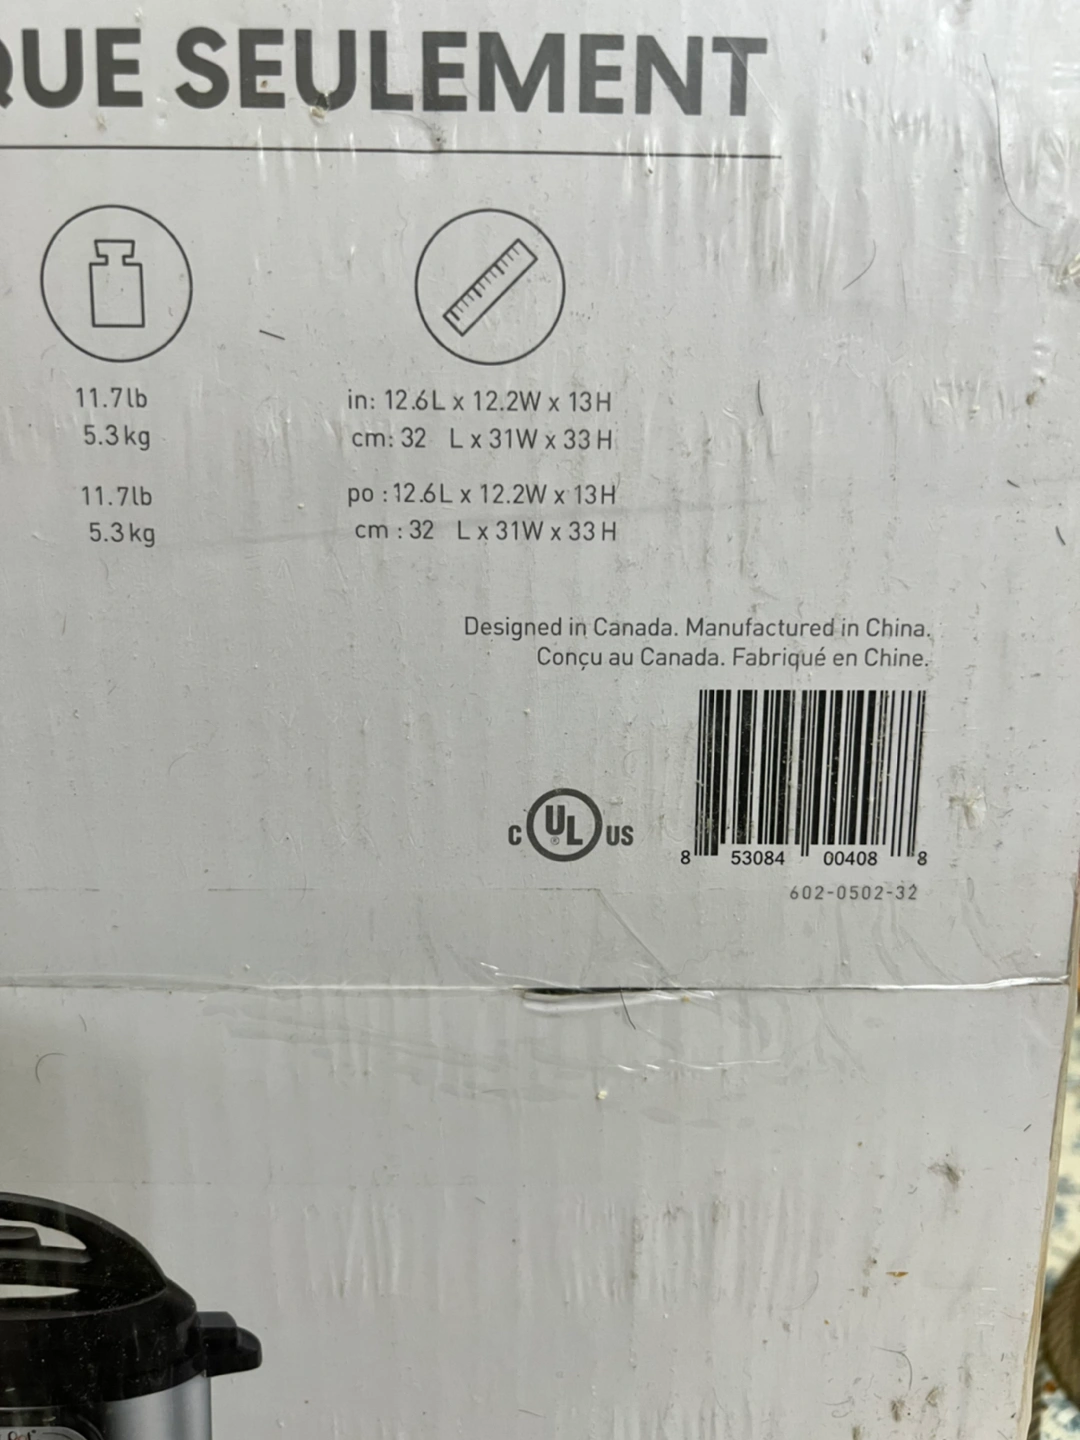 QUE SEULEMENT
11.7lb
5.3kg
11.7lb
5.3kg
in: 12.6L x 12.2W x 13H
cm: 32 L x 31W x 33H
po : 12.6L x 12.2W x 13H
cm : 32 L x 31W x 33H
Designed in Canada. Manufactured in China.
Conçu au Canada. Fabriqué en Chine.
C UL® US
8 53084 00408 8
602-0502-32